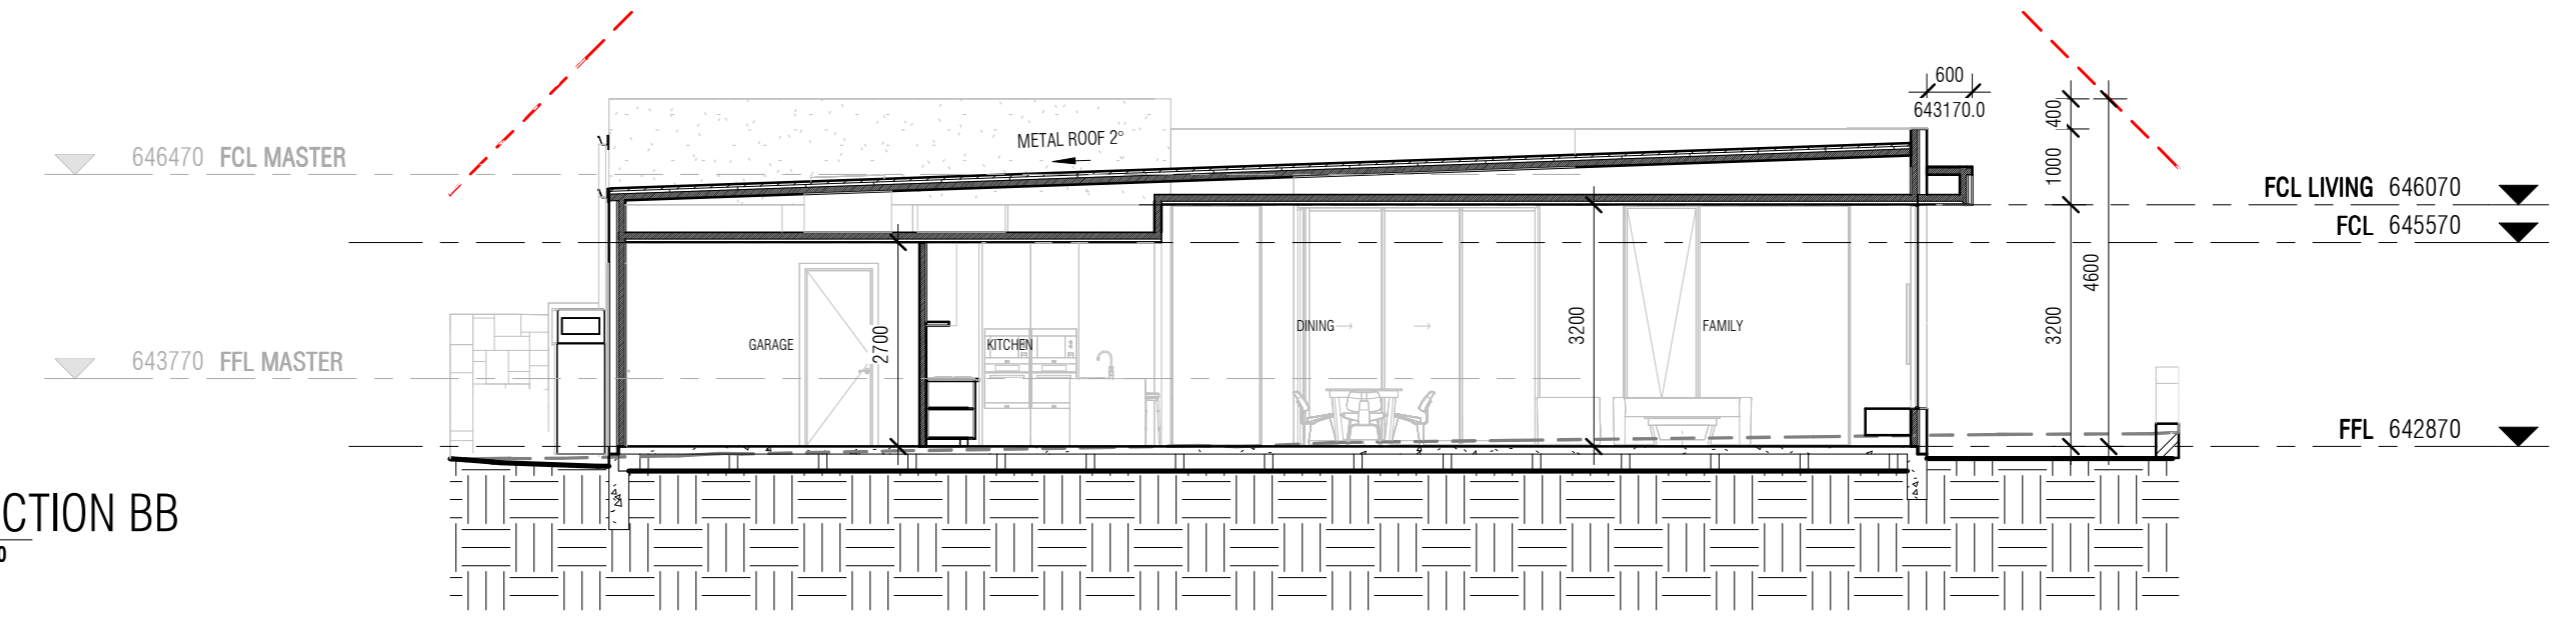 600
643170.0
400
METAL ROOF 2°
646470 FCL MASTER
1000
FCL LIVING 646070
FCL 645570
4600
GARAGE
2700
KITCHEN
DINING
3200
FAMILY
3200
643770 FFL MASTER
FFL 642870
CTION BB
0